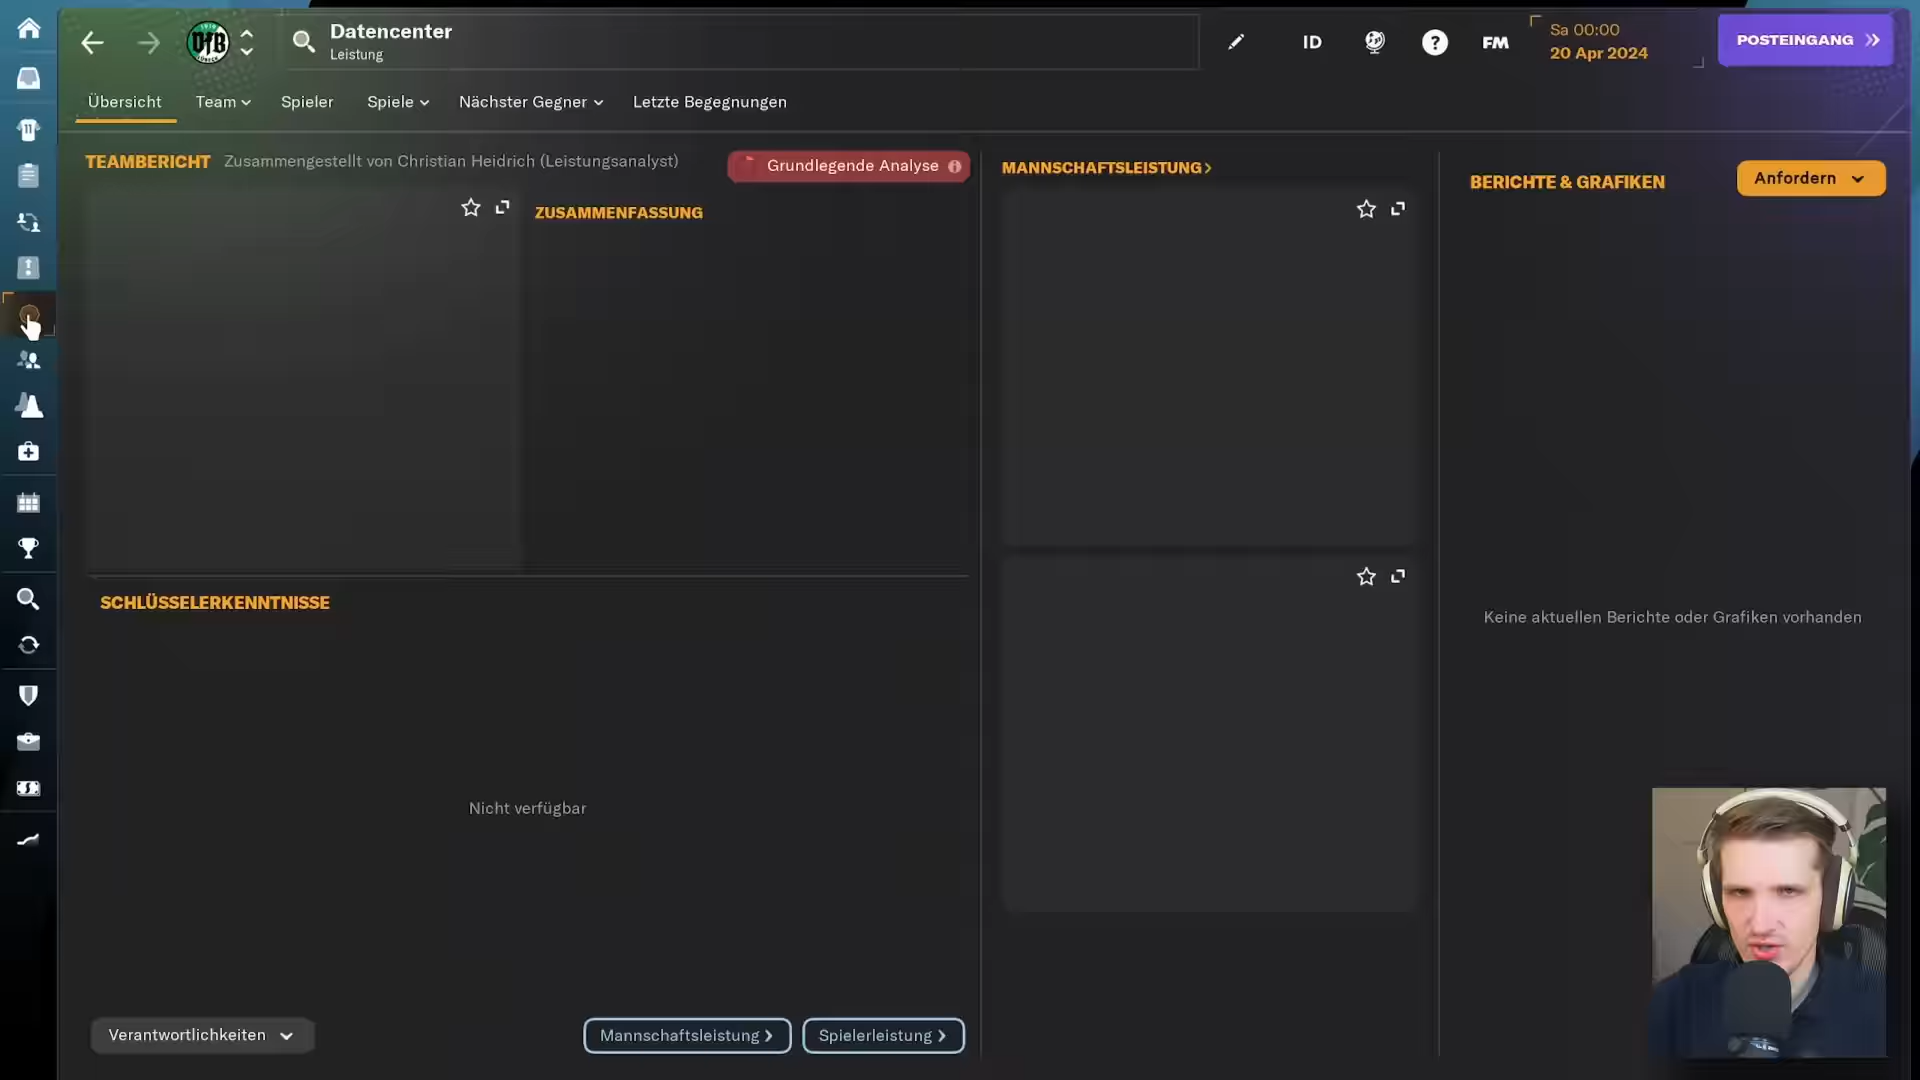 Datencenter
Leistung
ID
FM
Sa 00:00
20 Apr 2024
POSTEINGANG
Übersicht
Team
Spieler
Spiele
Nächster Gegner
Letzte Begegnungen
TEAMBERICHT
Zusammengestellt von Christian Heidrich (Leistungsanalyst)
Grundlegende Analyse
MANNSCHAFTSLEISTUNG
BERICHTE & GRAFIKEN
Anfordern
ZUSAMMENFASSUNG
SCHLÜSSELERKENNTNISSE
Keine aktuellen Berichte oder Grafiken vorhanden
Nicht verfügbar
Verantwortlichkeiten
Mannschaftsleistung
Spielerleistung